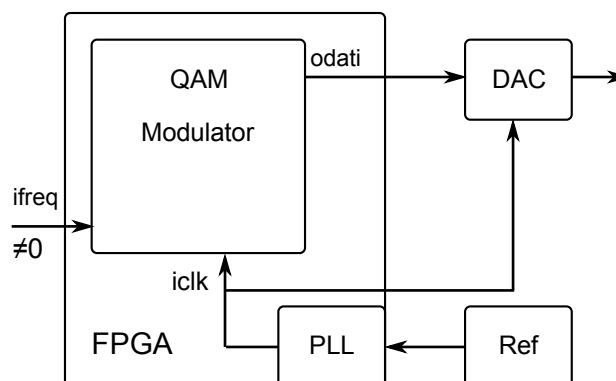 odati
QAM
Modulator
DAC
ifreq
≠0
iclk
FPGA
PLL
Ref